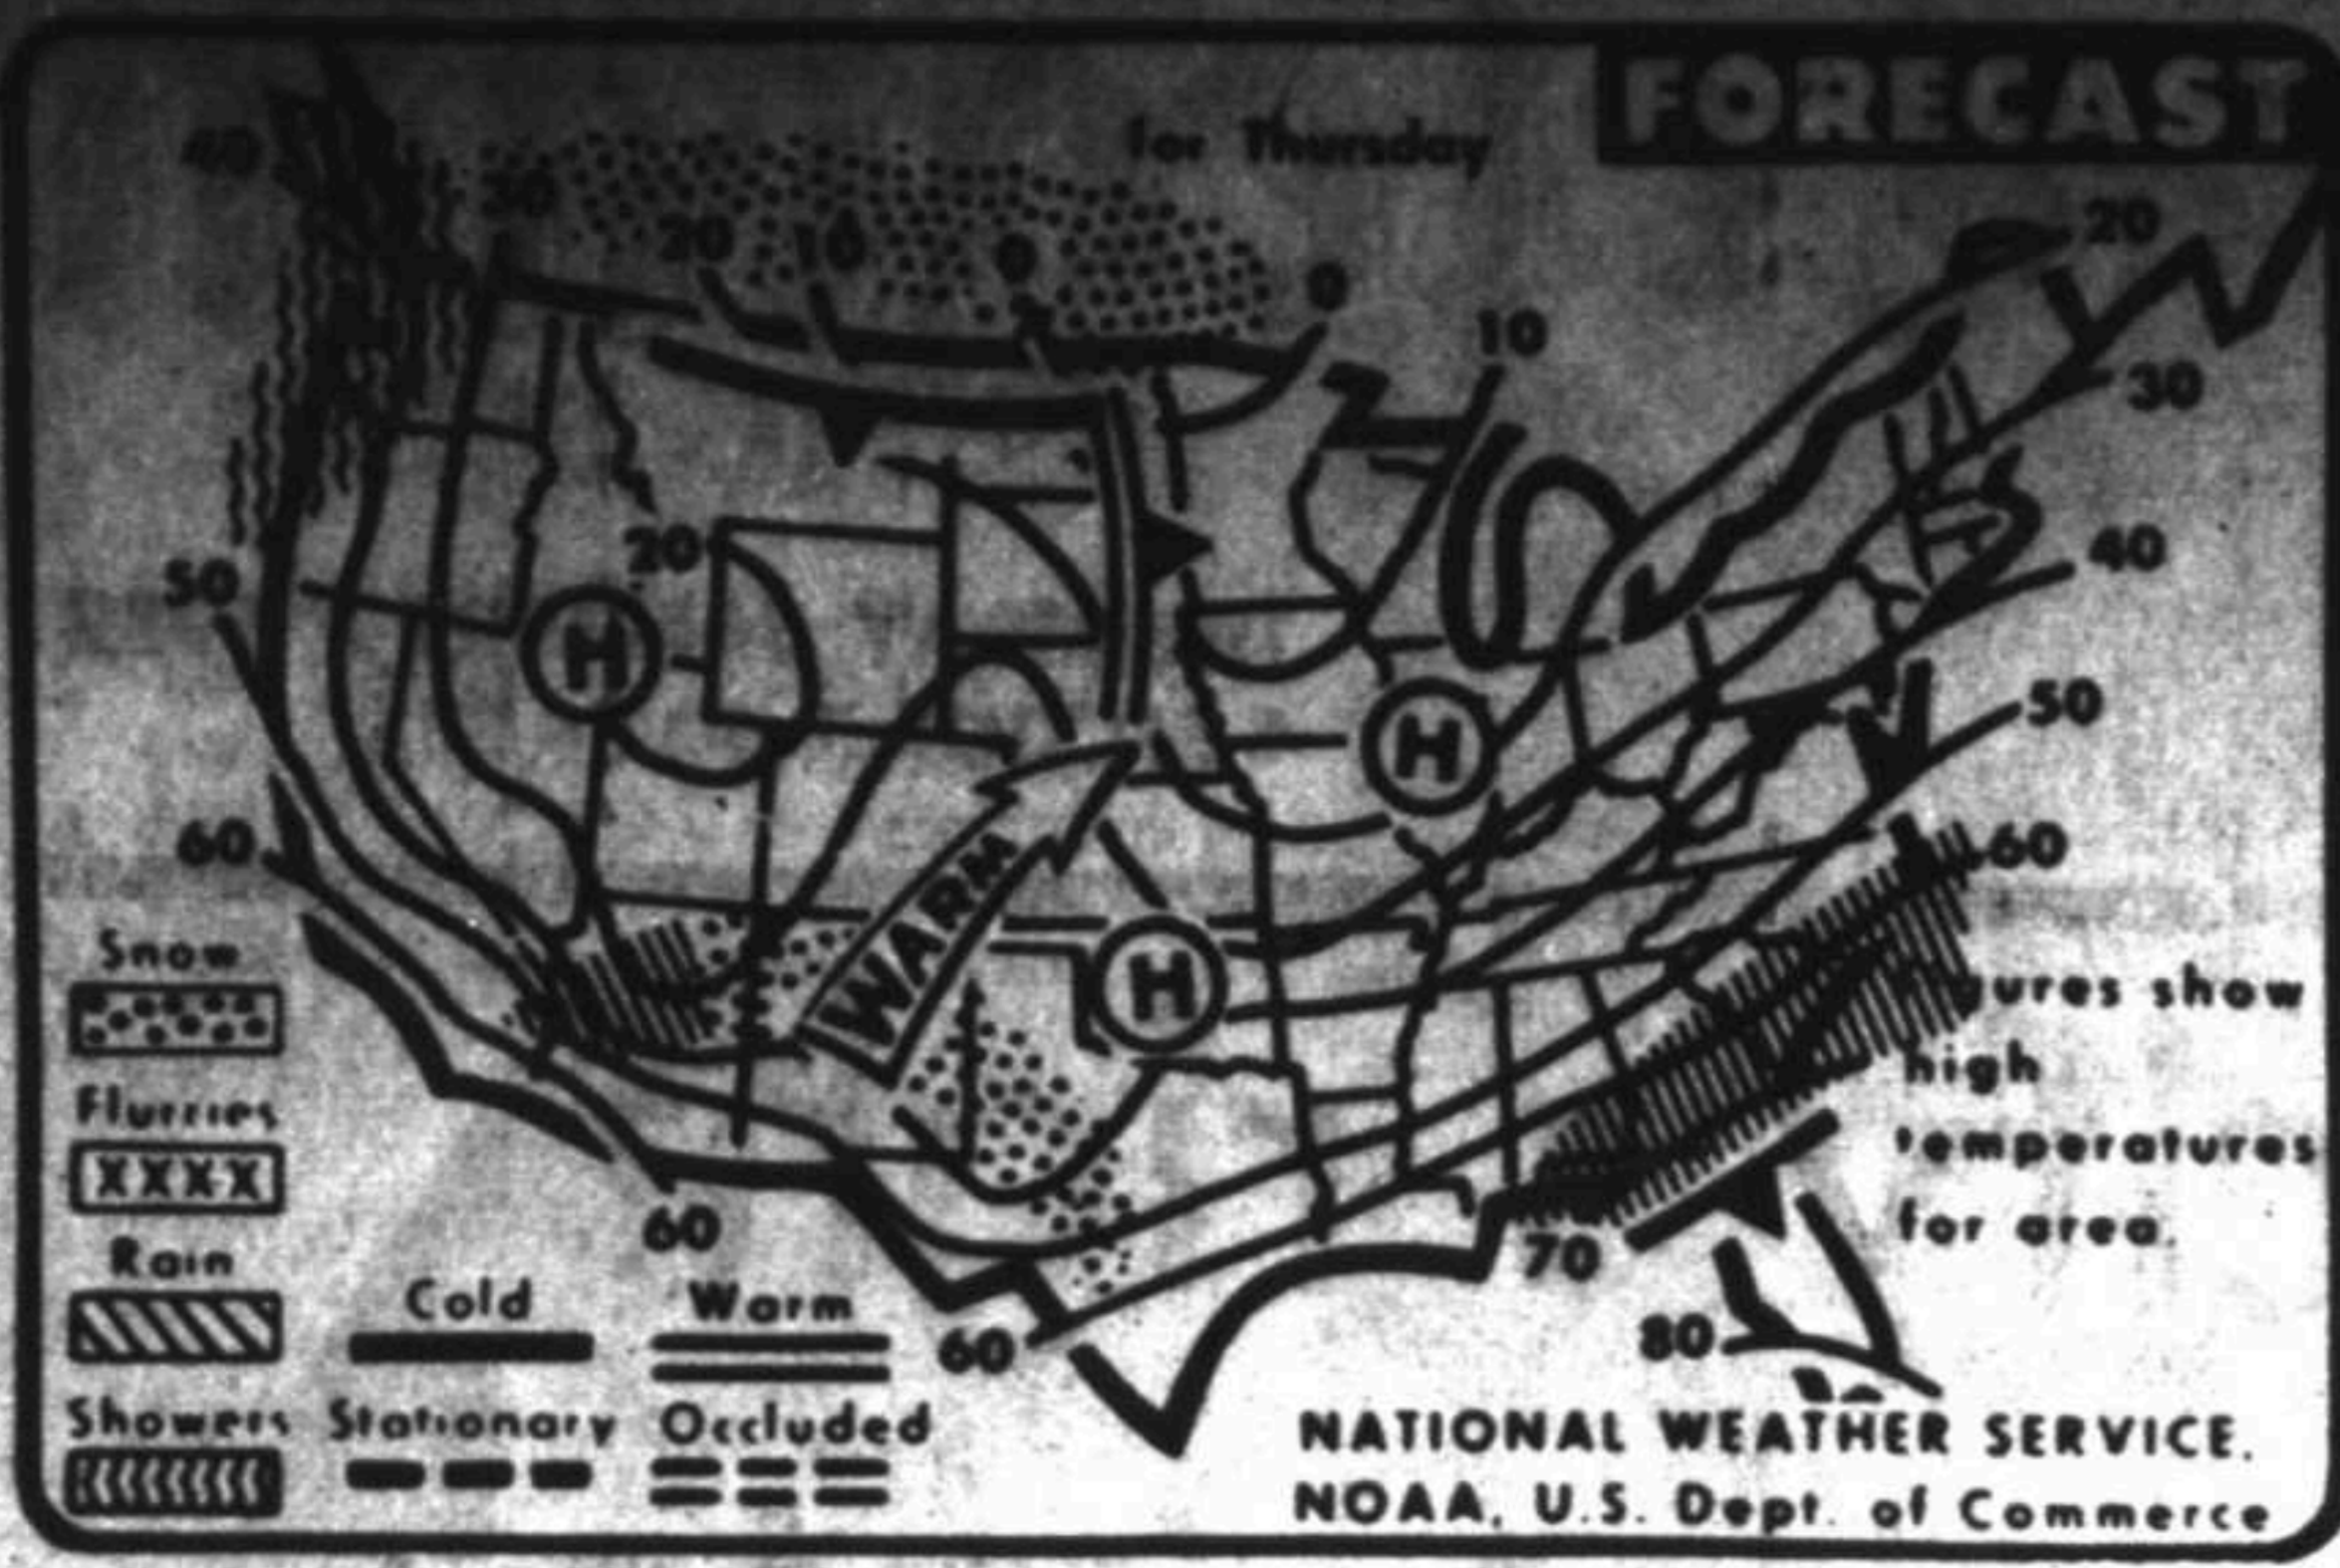 FORECAST
for Thursday
40
30
20 10 0 0
10
20
30
20
40
50
50
60
60
H
H
H
WARM
Snow
Flurries
XXXX
Rain
Showers
Cold
Warm
Stationary
Occluded
60
60
70
80
show
high
temperatures
for area.
NATIONAL WEATHER SERVICE.
NOAA, U.S. Dept. of Commerce